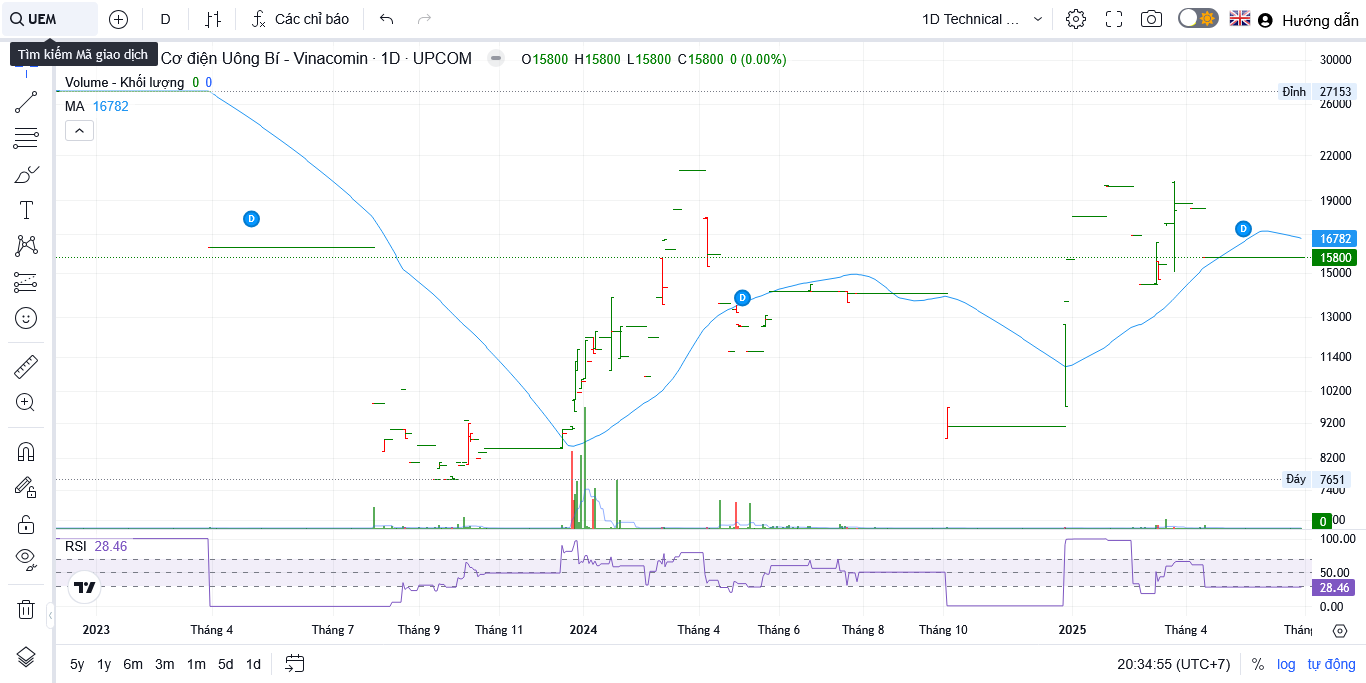 UEM
D
Các chỉ báo
1D Technical ...
Hướng dẫn
Tìm kiếm Mã giao dịch
Cơ điện Uông Bí - Vinacomin · 1D · UPCOM
O15800 H15800 L15800 C15800 0 (0.00%)
Volume - Khối lượng 0 0
MA 16782
30000
Đỉnh 27153
26000
22000
19000
D
D
16782
15800
15000
D
13000
11400
10200
9200
8200
Đáy 7651
7400
0
00
RSI 28.46
100.00
50.00
28.46
0.00
2023 Tháng 4 Tháng 7 Tháng 9 Tháng 11 2024 Tháng 4 Tháng 6 Tháng 8 Tháng 10 2025 Tháng 4 Thán
5y 1y 6m 3m 1m 5d 1d
20:34:55 (UTC+7) % log tự động